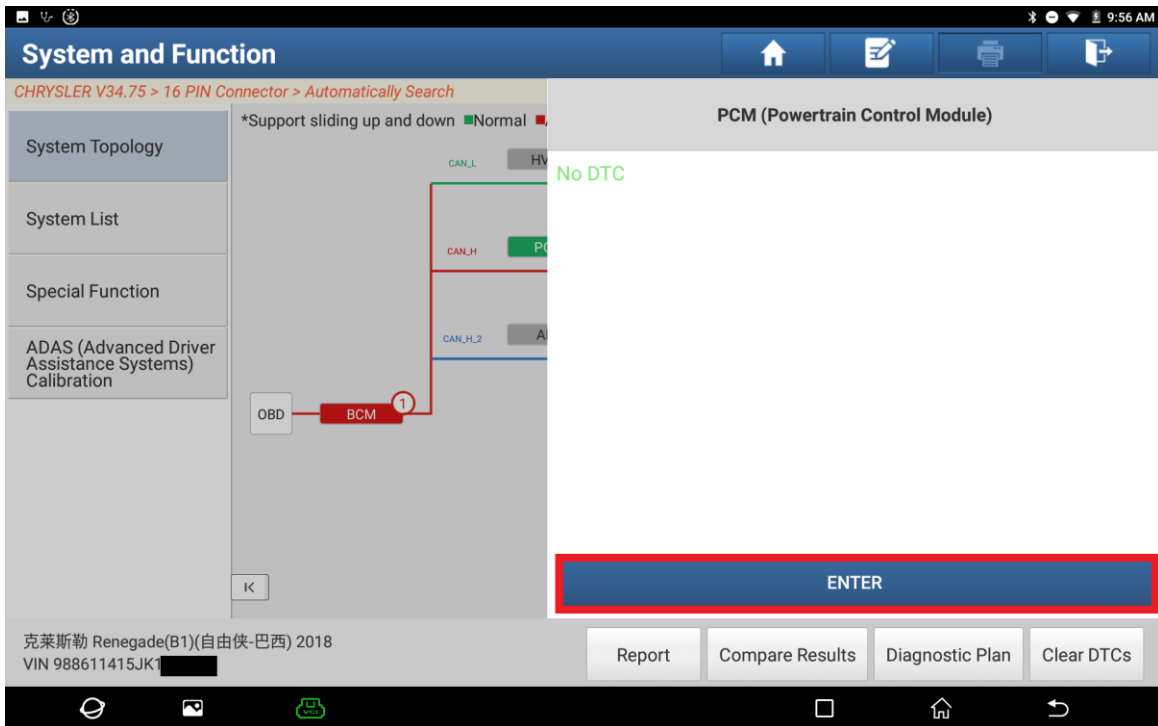 9:56 AM
System and Function
CHRYSLER V34.75 > 16 PIN Connector > Automatically Search
System Topology
System List
Special Function
ADAS (Advanced Driver
Assistance Systems)
Calibration
*Support sliding up and down Normal
CAN_L
HV
CAN_H
CAN_H_2
OBD
BCM
1
PCM (Powertrain Control Module)
No DTC
ENTER
克莱斯勒 Renegade(B1)(自由侠-巴西) 2018
VIN 988611415JK1
Report
Compare Results
Diagnostic Plan
Clear DTCs
VCI